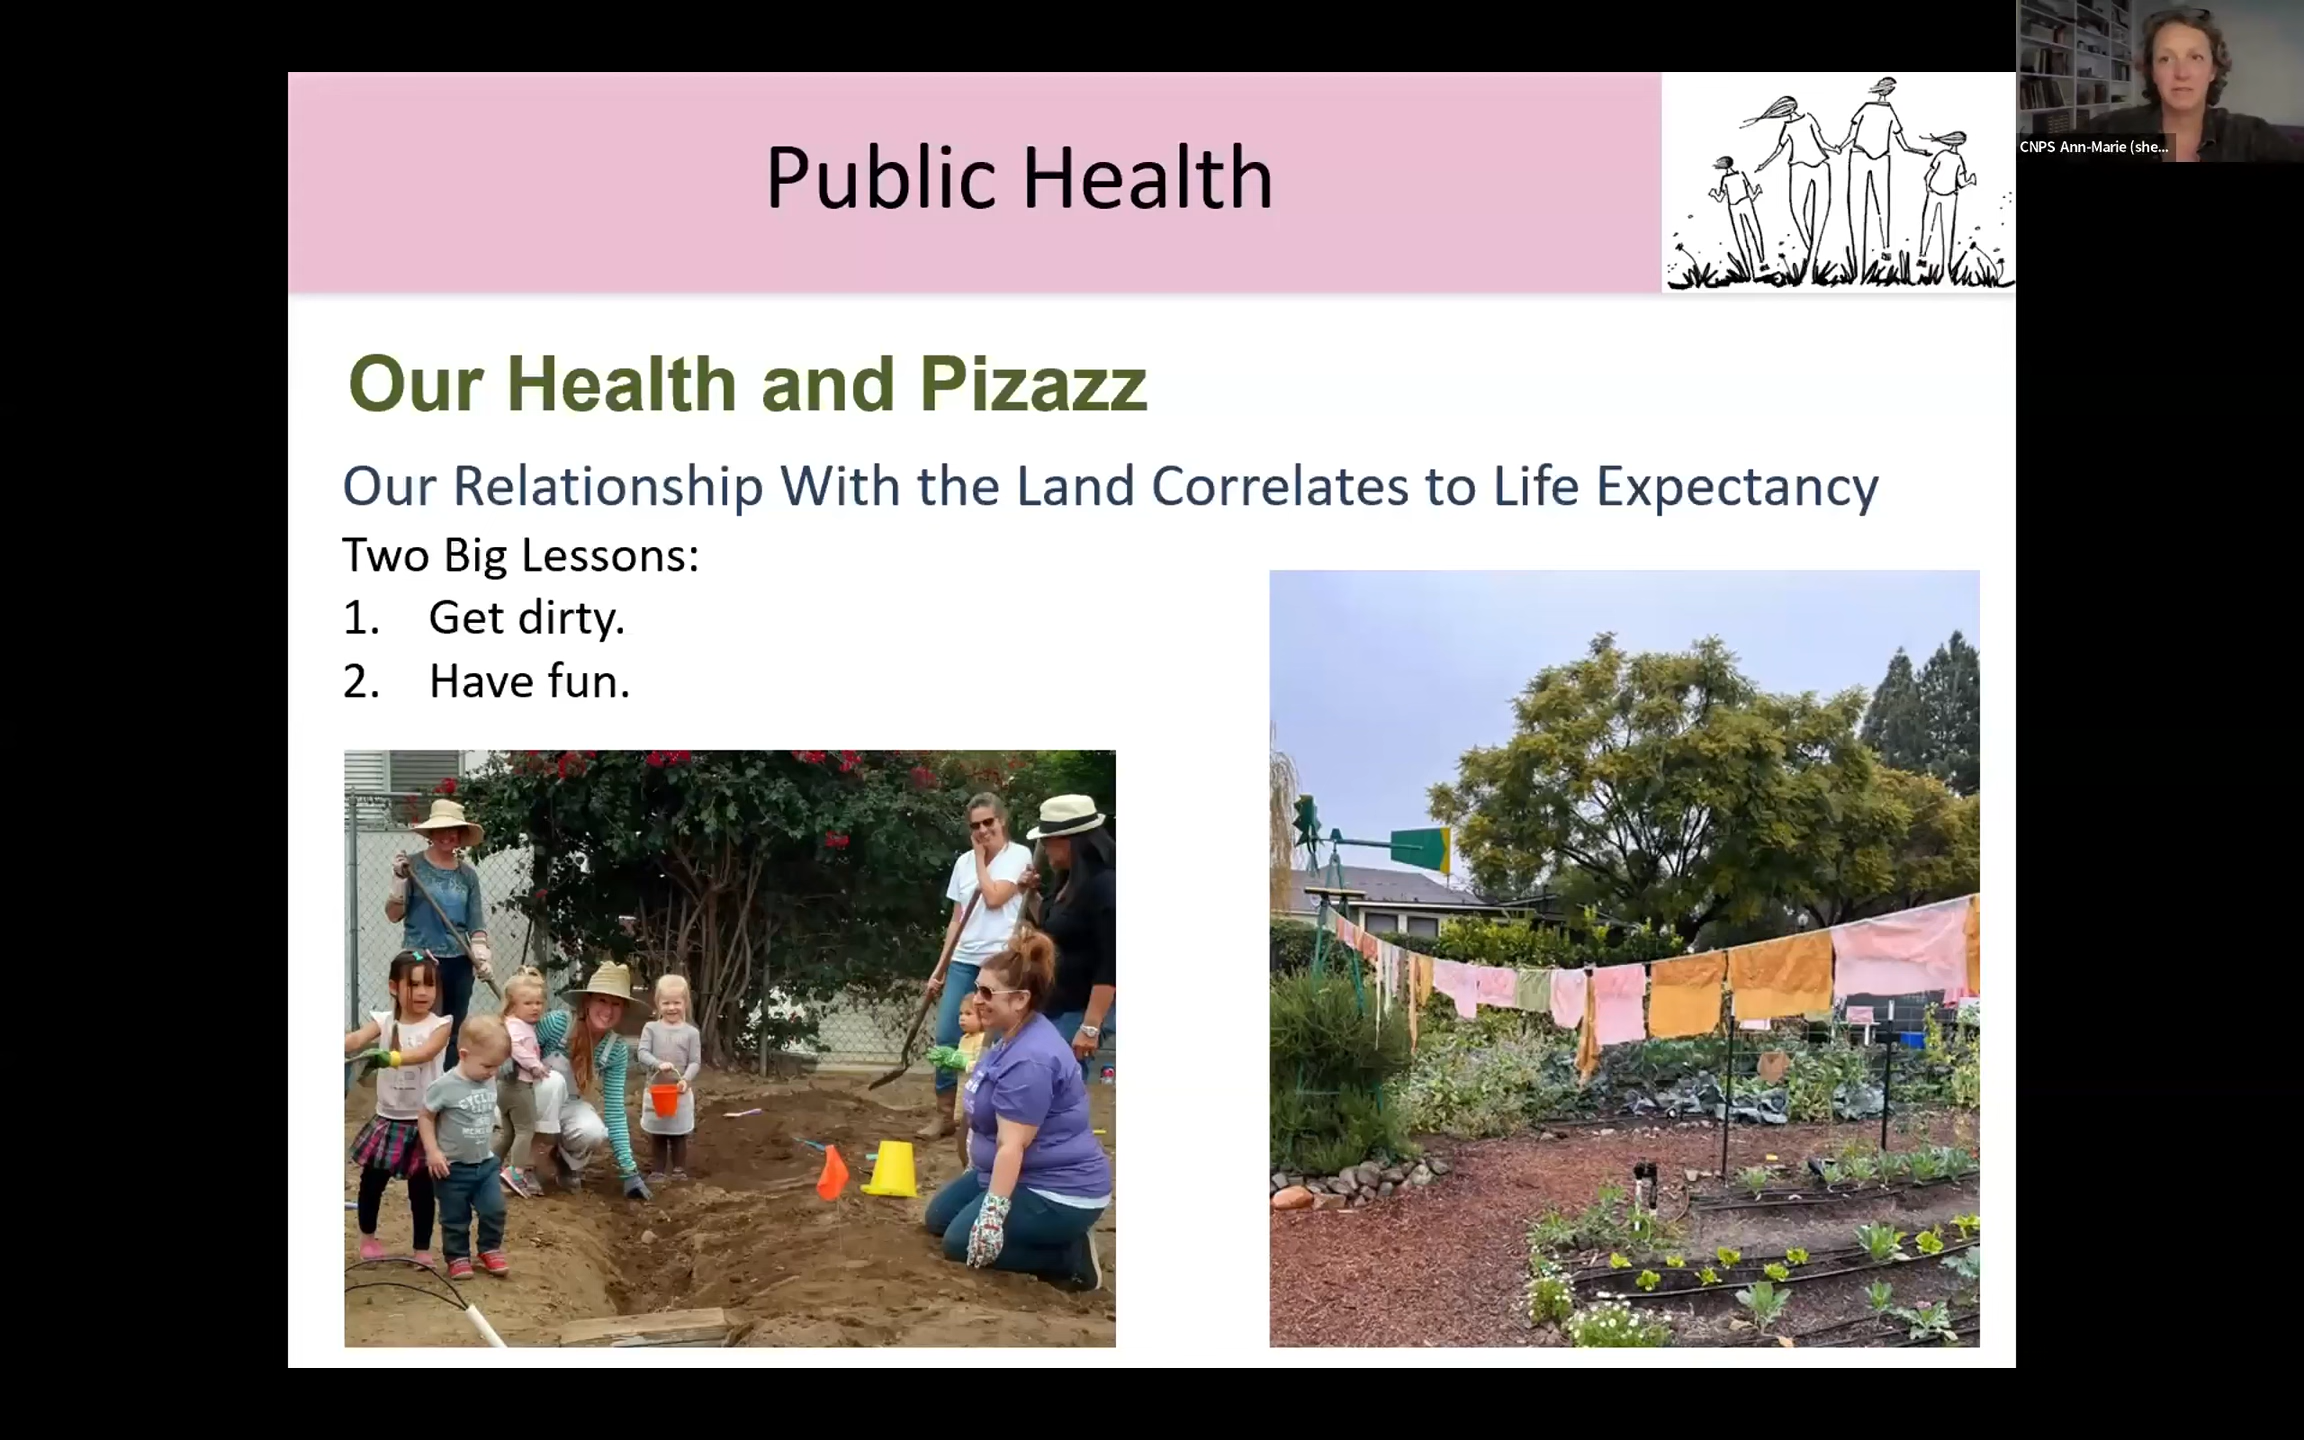 Public Health
CNPS Ann-Marie (she...
Our Health and Pizazz
Our Relationship With the Land Correlates to Life Expectancy
Two Big Lessons:
1. Get dirty.
2. Have fun.